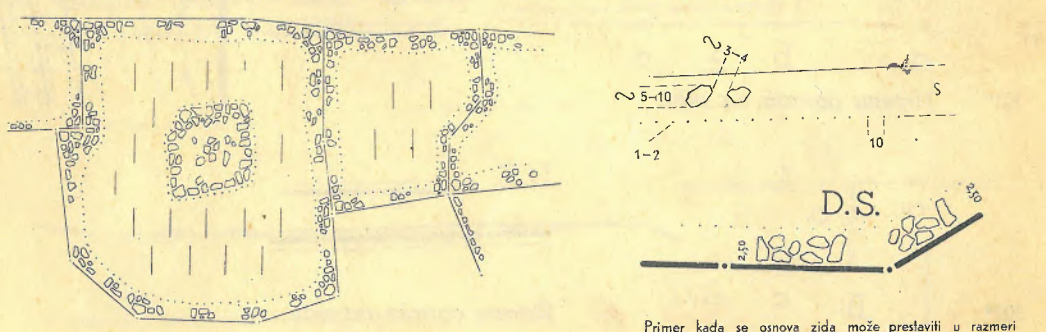 3–4
5–10
S
1–2
10
D.S.
2,50
2,50
Primer kada se osnova zida može prestaviti u razmeri